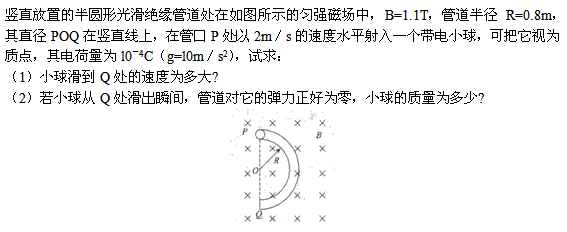 竖直放置的半圆形光滑绝缘管道处在如图所示的匀强磁场中，B=1.1T，管道半径 R=0.8m，
其直径 POQ 在竖直线上，在管口 P 处以 2m／s 的速度水平射入一个带电小球，可把它视为
质点，其电荷量为 10⁻⁴C（g=l0m／s²），试求：
（1）小球滑到 Q 处的速度为多大?
（2）若小球从 Q 处滑出瞬间，管道对它的弹力正好为零，小球的质量为多少?
P B
R
O
Q